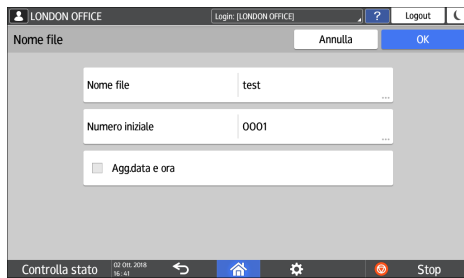 LONDON OFFICE
Login: [LONDON OFFICE]
?
Logout
Nome file
Annulla
OK
Nome file
test
...
Numero iniziale
0001
...
Agg.data e ora
Controlla stato
02 Ott. 2018
16:41
Stop